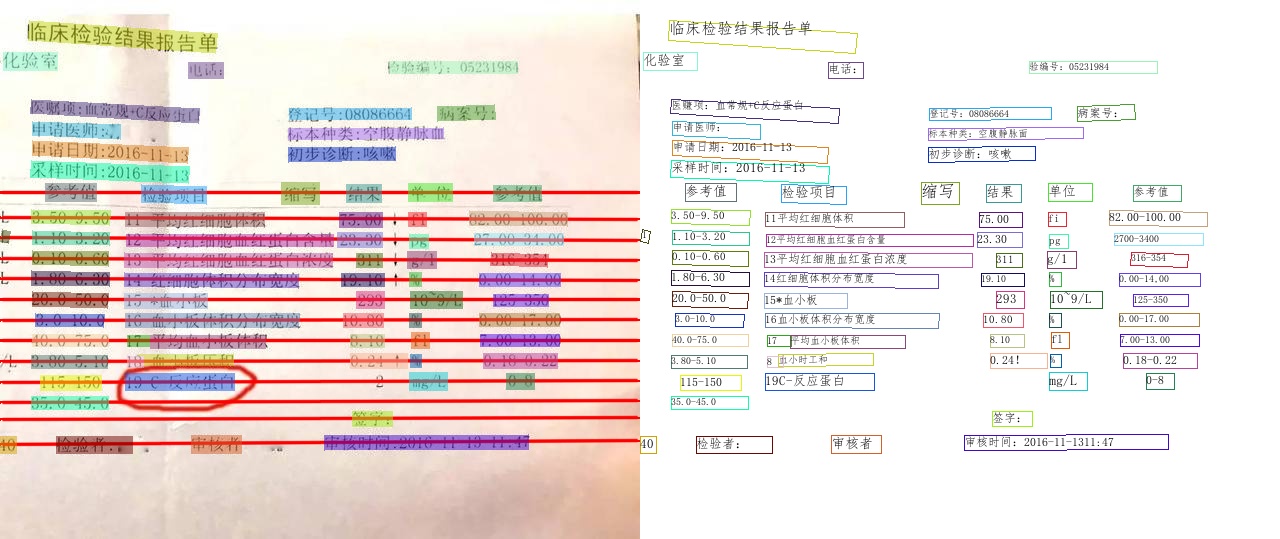 临床检验结果报告单
化验室 电话: 检验编号: 05231984
医嘱项:血常规+C反应蛋白 登记号:08086664 病案号:
申请医师: 标本种类:空腹静脉血
申请日期:2016-11-13 初步诊断:咳嗽
采样时间:2016-11-13
参考值 检验项目 缩写 结果 单位 参考值
3.50-9.50 11 平均红细胞体积 75.00 ↓ fl 82.00-100.00
1.10-3.20 12 平均红细胞血红蛋白含量 23.30 ↓ pg 27.00-34.00
0.10-0.60 13 平均红细胞血红蛋白浓度 311 ↓ g/l 316-354
1.80-6.30 14 红细胞体积分布宽度 19.10 ↑ % 0.00-14.00
20.0-50.0 15 *血小板 293 10^9/L 125-350
3.0-10.0 16 血小板体积分布宽度 10.80 % 0.00-17.00
40.0-75.0 17 平均血小板体积 8.10 fl 7.00-13.00
/L 3.80-5.10 18 血小板压积 0.24 ↑ % 0.18-0.22
115-150 19 C-反应蛋白 2 mg/L 0-8
35.0-45.0
签字:
40 检验者: 审核者 审核时间:2016-11-13 11:47
临床检验结果报告单
化验室 电话: 验编号: 05231984
医赚项: 血常规+C反应蛋白 登记号: 08086664 病案号:
申请医师: 标本种类: 空腹静脉面
申请日期: 2016-11-13 初步诊断: 咳嗽
采样时间: 2016-11-13
参考值 检验项目 缩写 结果 单位 参考值
3.50-9.50 11平均红细胞体积 75.00 fi 82.00-100.00
1.10-3.20 12平均红细胞血红蛋白含量 23.30 pg 2700-3400
0.10-0.60 13平均红细胞血红蛋白浓度 311 g/1 316-354
1.80-6.30 14红细胞体积分布宽度 19.10 % 0.00-14,00
20.0-50.0 15*血小板 293 10~9/L 125-350
3.0-10.0 16血小板体积分布宽度 10.80 % 0.00-17.00
40.0-75.0 17 平均血小板体积 8.10 fl 7.00-13.00
3.80-5.10 8 血小时工和 0.24! % 0.18-0.22
115-150 19C-反应蛋白 mg/L 0-8
35.0-45.0
签字:
40 检验者: 审核者 审核时间: 2016-11-1311:47